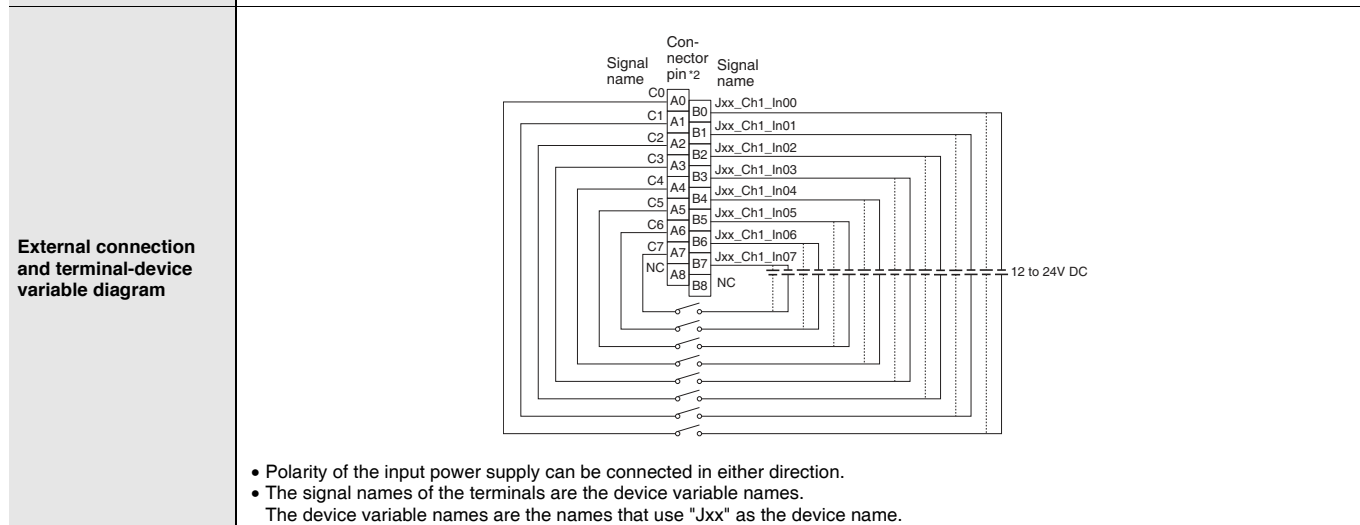 External connection
and terminal-device
variable diagram
Signal
name
Con-
nector
pin *2
Signal
name
C0 A0 B0 Jxx_Ch1_In00
C1 A1 B1 Jxx_Ch1_In01
C2 A2 B2 Jxx_Ch1_In02
C3 A3 B3 Jxx_Ch1_In03
C4 A4 B4 Jxx_Ch1_In04
C5 A5 B5 Jxx_Ch1_In05
C6 A6 B6 Jxx_Ch1_In06
C7 A7 B7 Jxx_Ch1_In07
NC A8 B8 NC
12 to 24V DC
• Polarity of the input power supply can be connected in either direction.
• The signal names of the terminals are the device variable names.
The device variable names are the names that use "Jxx" as the device name.